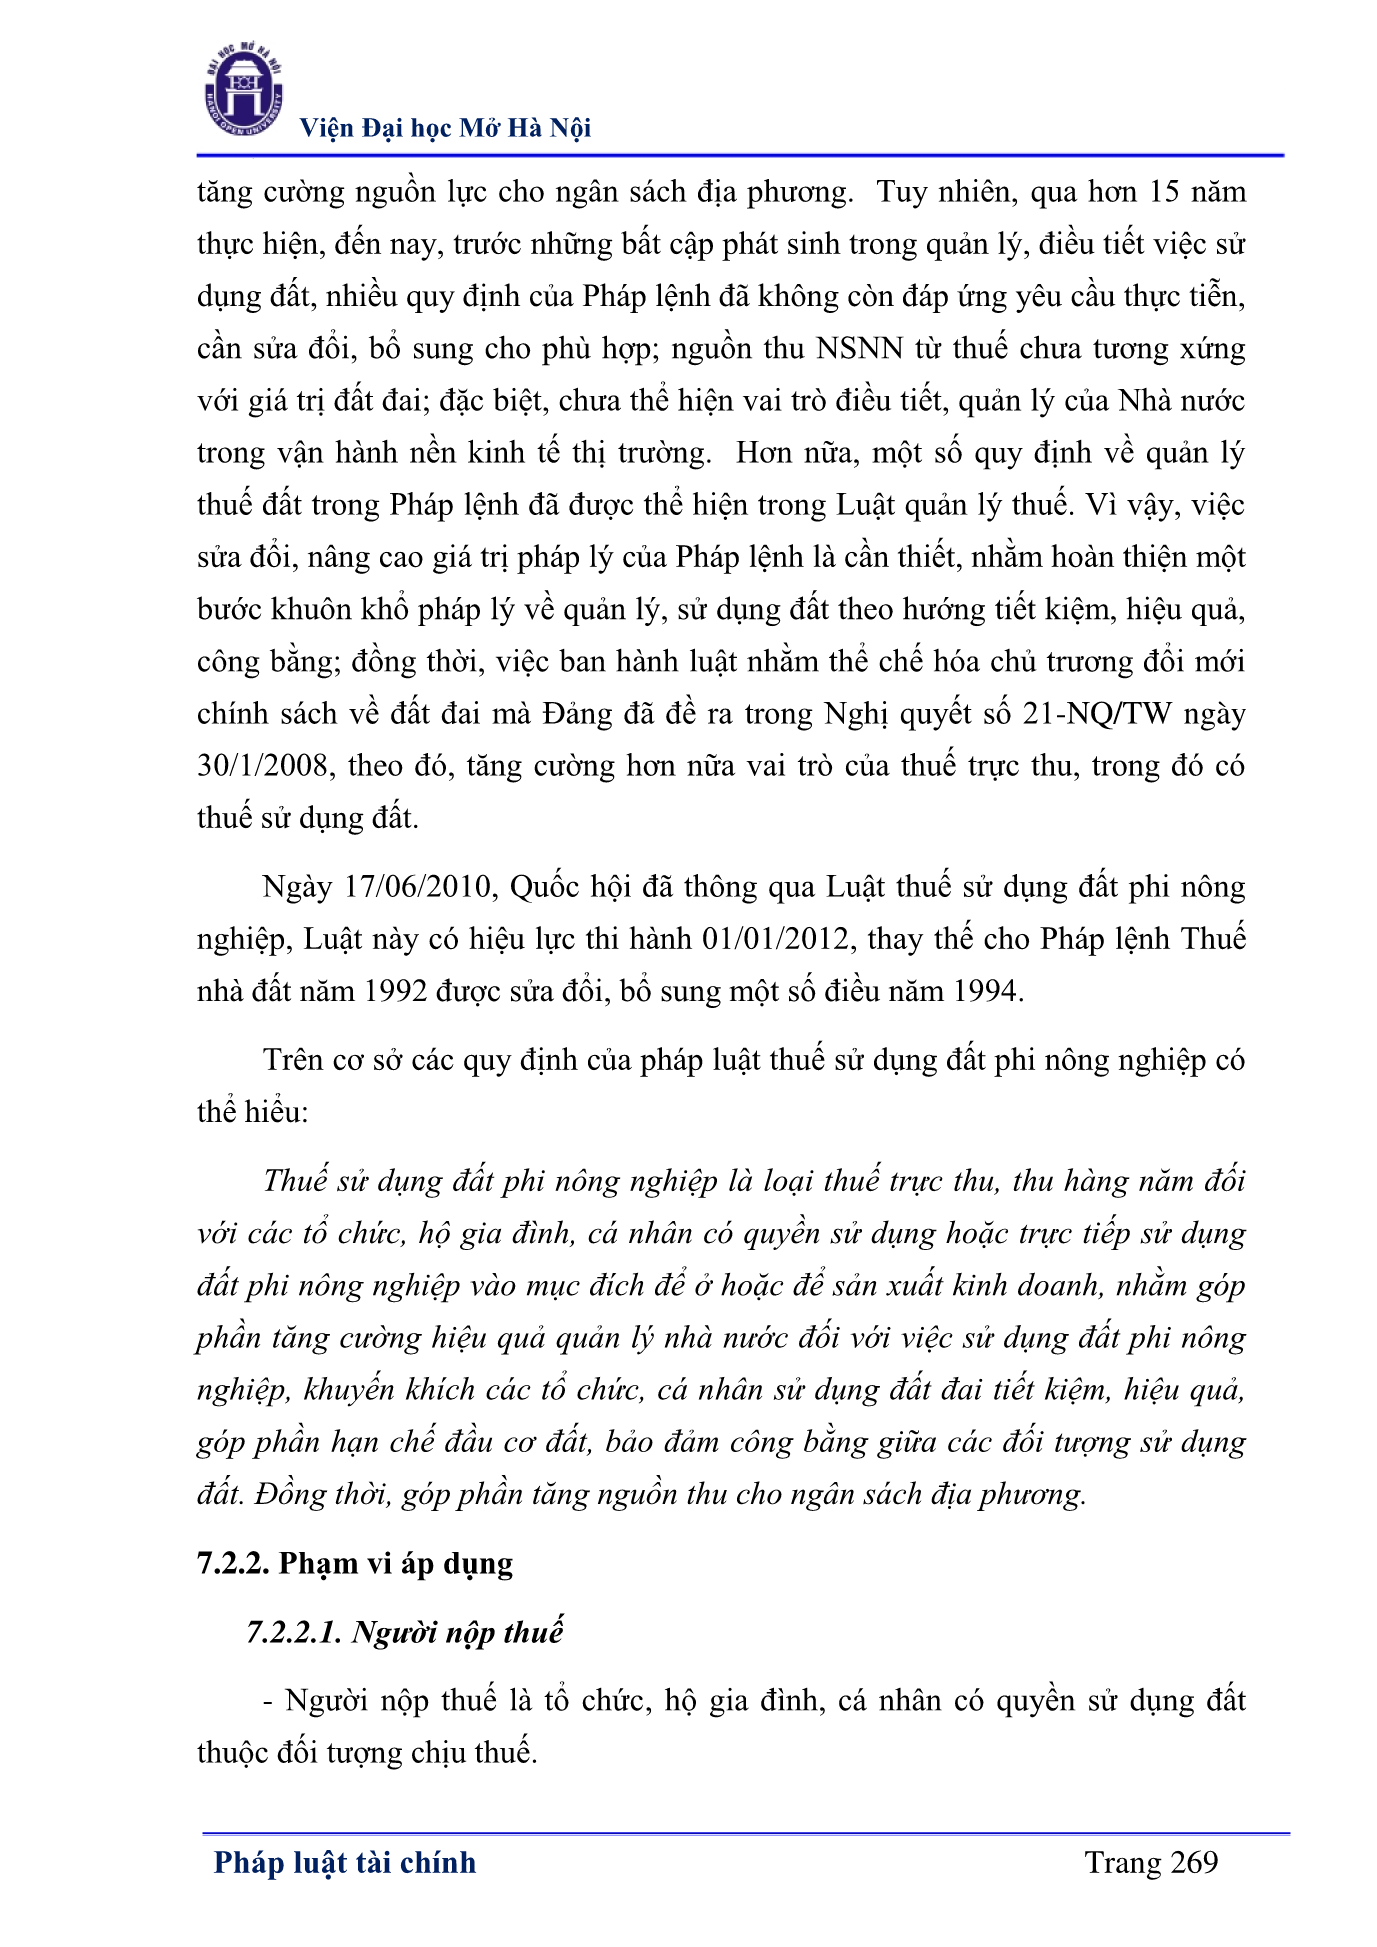 ĐẠI HỌC MỞ HÀ NỘI
HANOI OPEN UNIVERSITY
Viện Đại học Mở Hà Nội
tăng cường nguồn lực cho ngân sách địa phương.  Tuy nhiên, qua hơn 15 năm
thực hiện, đến nay, trước những bất cập phát sinh trong quản lý, điều tiết việc sử
dụng đất, nhiều quy định của Pháp lệnh đã không còn đáp ứng yêu cầu thực tiễn,
cần sửa đổi, bổ sung cho phù hợp; nguồn thu NSNN từ thuế chưa tương xứng
với giá trị đất đai; đặc biệt, chưa thể hiện vai trò điều tiết, quản lý của Nhà nước
trong vận hành nền kinh tế thị trường.  Hơn nữa, một số quy định về quản lý
thuế đất trong Pháp lệnh đã được thể hiện trong Luật quản lý thuế. Vì vậy, việc
sửa đổi, nâng cao giá trị pháp lý của Pháp lệnh là cần thiết, nhằm hoàn thiện một
bước khuôn khổ pháp lý về quản lý, sử dụng đất theo hướng tiết kiệm, hiệu quả,
công bằng; đồng thời, việc ban hành luật nhằm thể chế hóa chủ trương đổi mới
chính sách về đất đai mà Đảng đã đề ra trong Nghị quyết số 21-NQ/TW ngày
30/1/2008, theo đó, tăng cường hơn nữa vai trò của thuế trực thu, trong đó có
thuế sử dụng đất.
Ngày 17/06/2010, Quốc hội đã thông qua Luật thuế sử dụng đất phi nông
nghiệp, Luật này có hiệu lực thi hành 01/01/2012, thay thế cho Pháp lệnh Thuế
nhà đất năm 1992 được sửa đổi, bổ sung một số điều năm 1994.
Trên cơ sở các quy định của pháp luật thuế sử dụng đất phi nông nghiệp có
thể hiểu:
Thuế sử dụng đất phi nông nghiệp là loại thuế trực thu, thu hàng năm đối
với các tổ chức, hộ gia đình, cá nhân có quyền sử dụng hoặc trực tiếp sử dụng
đất phi nông nghiệp vào mục đích để ở hoặc để sản xuất kinh doanh, nhằm góp
phần tăng cường hiệu quả quản lý nhà nước đối với việc sử dụng đất phi nông
nghiệp, khuyến khích các tổ chức, cá nhân sử dụng đất đai tiết kiệm, hiệu quả,
góp phần hạn chế đầu cơ đất, bảo đảm công bằng giữa các đối tượng sử dụng
đất. Đồng thời, góp phần tăng nguồn thu cho ngân sách địa phương.
7.2.2. Phạm vi áp dụng
7.2.2.1. Người nộp thuế
- Người nộp thuế là tổ chức, hộ gia đình, cá nhân có quyền sử dụng đất
thuộc đối tượng chịu thuế.
Pháp luật tài chính
Trang 269